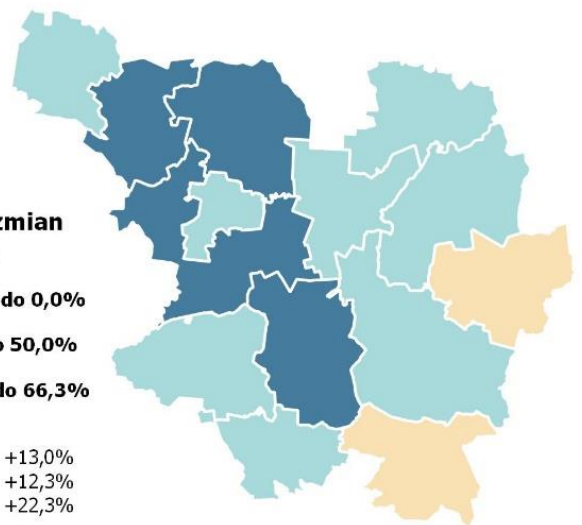 zmian
do 0,0%
50,0%
do 66,3%
+13,0%
+12,3%
+22,3%